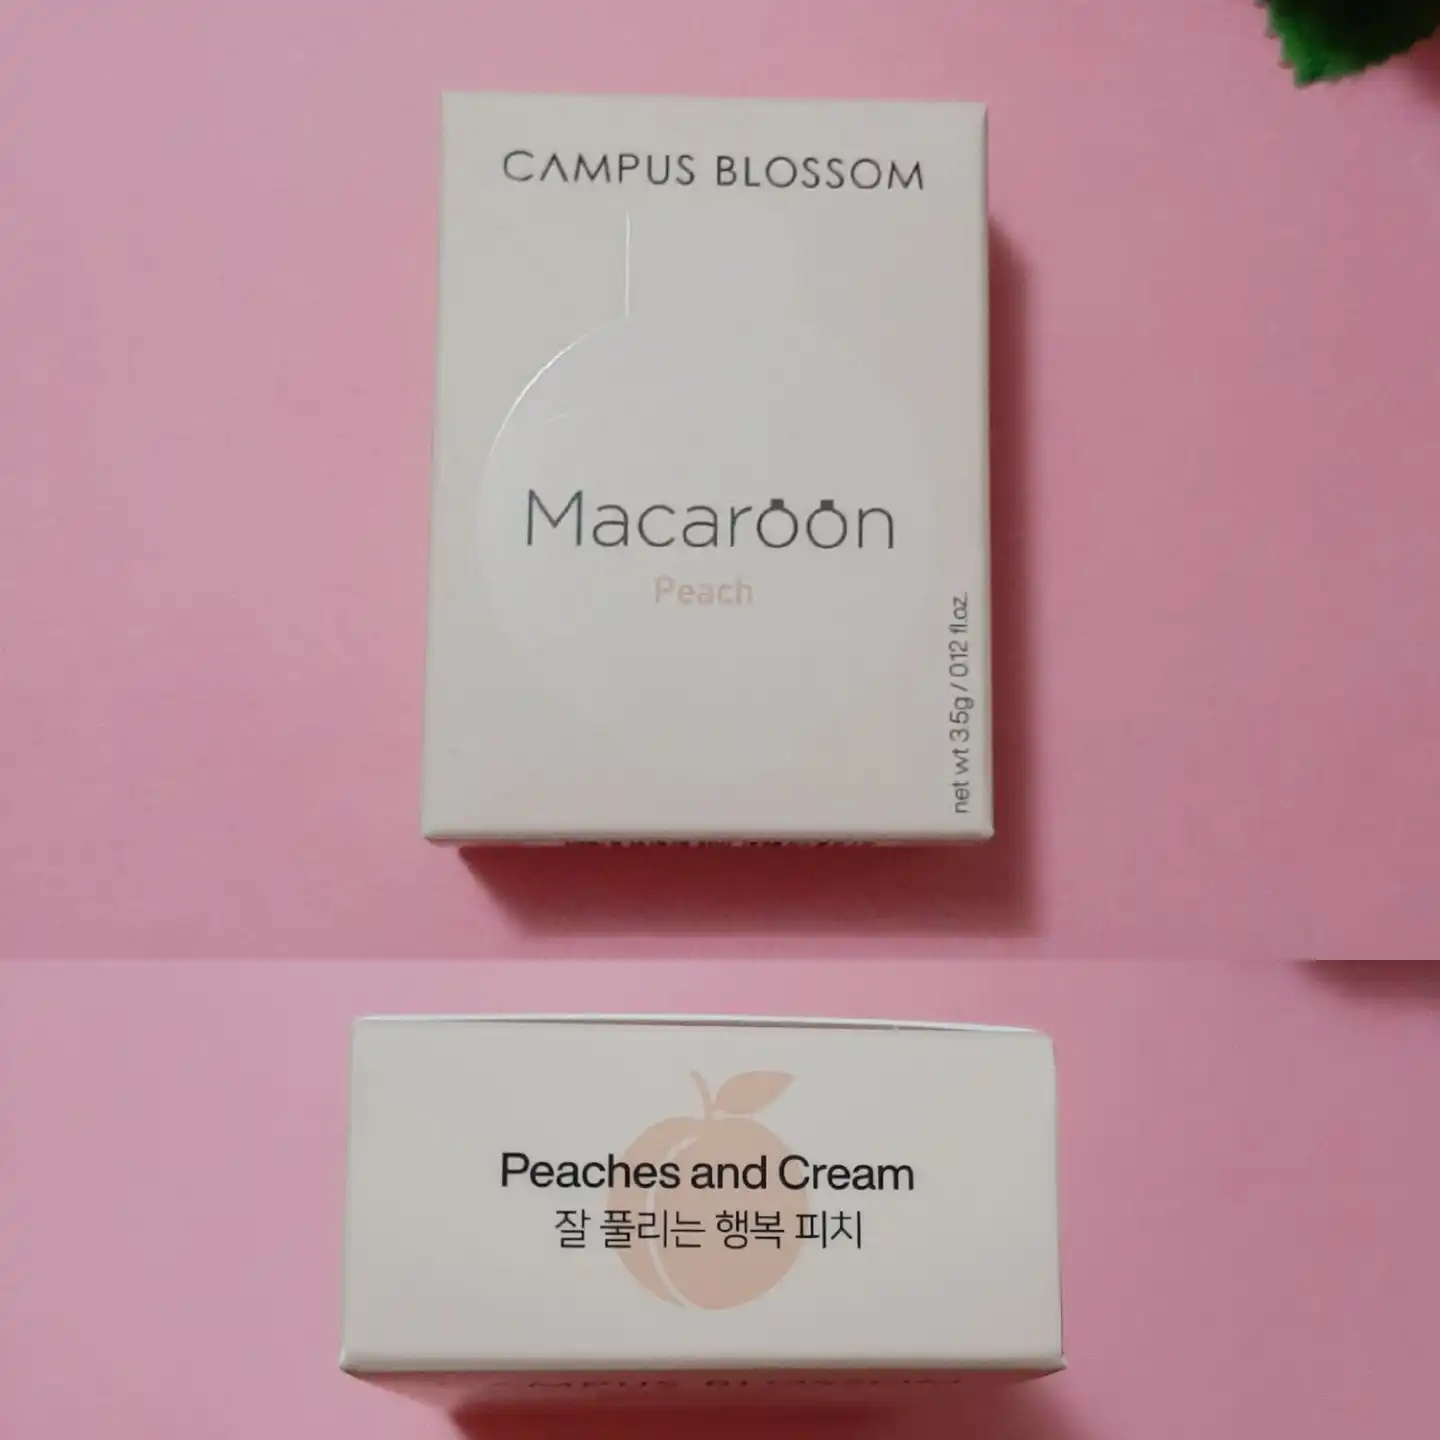 CAMPUS BLOSSOM
Macaroon
Peach
net wt 3.5g / 0.12 fl.oz.
Peaches and Cream
잘 풀리는 행복 피치